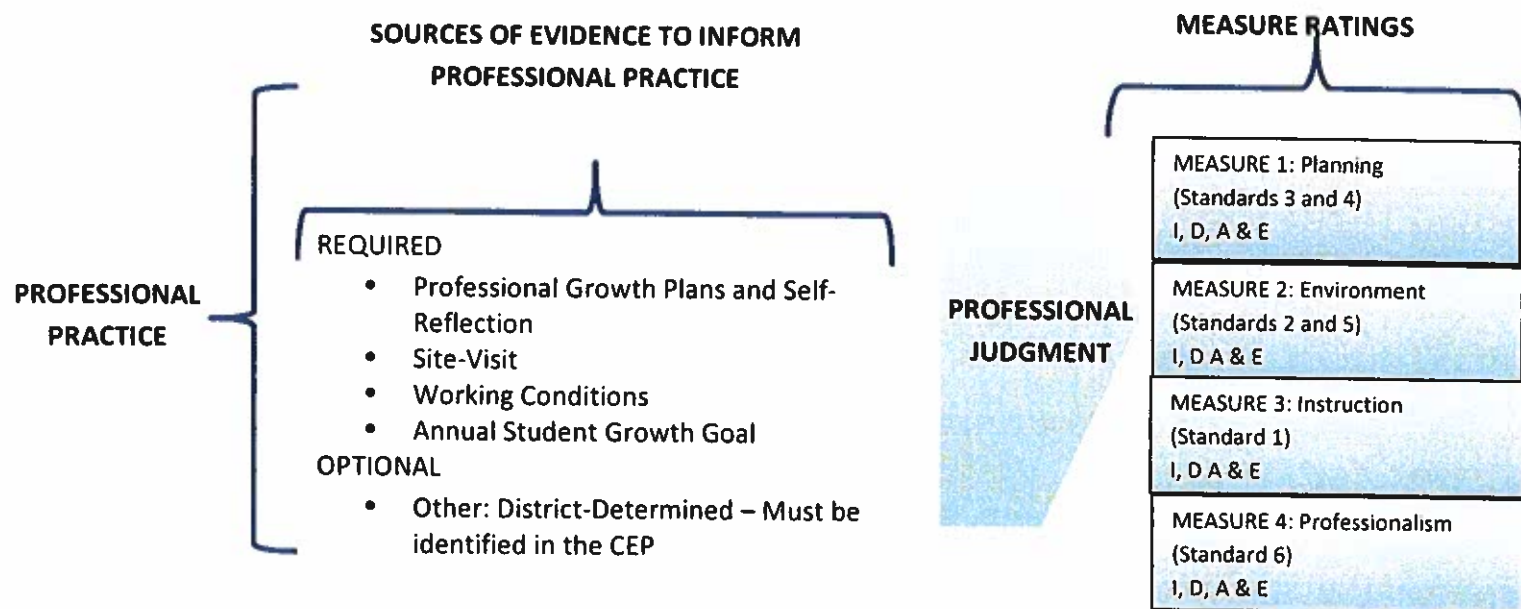 SOURCES OF EVIDENCE TO INFORM
PROFESSIONAL PRACTICE
PROFESSIONAL
PRACTICE
REQUIRED
• Professional Growth Plans and Self-
Reflection
• Site-Visit
• Working Conditions
• Annual Student Growth Goal
OPTIONAL
• Other: District-Determined – Must be
identified in the CEP
PROFESSIONAL
JUDGMENT
MEASURE RATINGS
MEASURE 1: Planning
(Standards 3 and 4)
I, D, A & E
MEASURE 2: Environment
(Standards 2 and 5)
I, D A & E
MEASURE 3: Instruction
(Standard 1)
I, D A & E
MEASURE 4: Professionalism
(Standard 6)
I, D, A & E